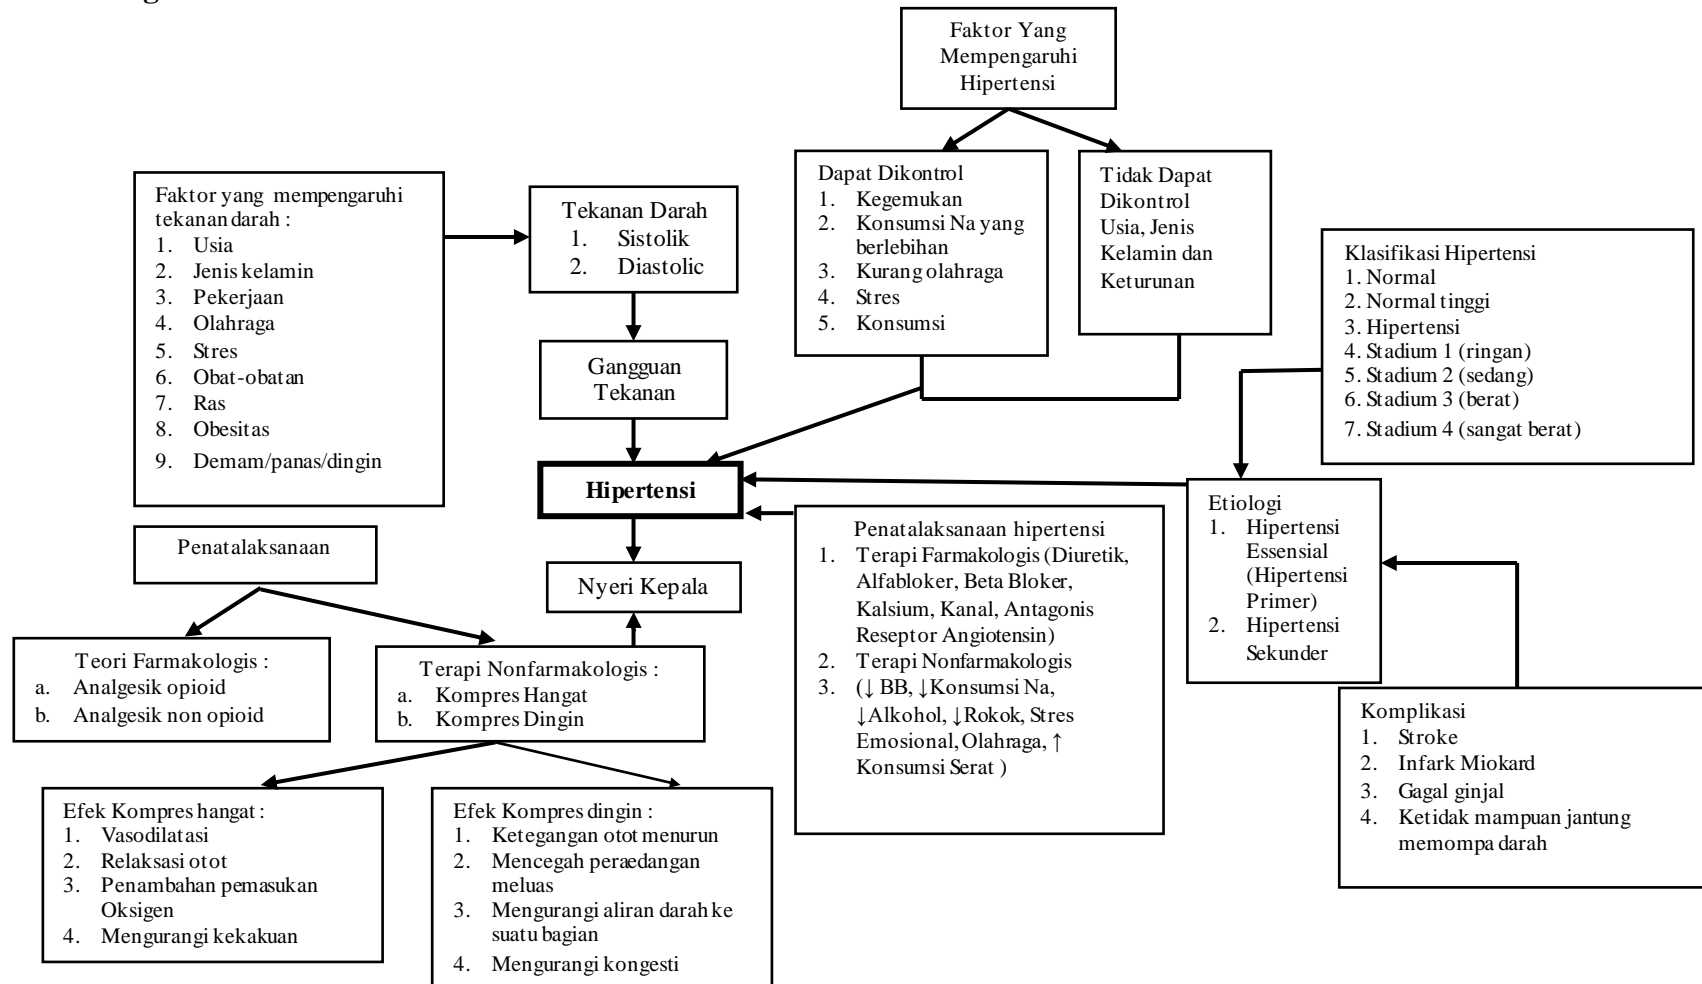 Faktor Yang
Mempengaruhi
Hipertensi
Dapat Dikontrol
1. Kegemukan
2. Konsumsi Na yang
berlebihan
3. Kurang olahraga
4. Stres
5. Konsumsi
Tidak Dapat
Dikontrol
Usia, Jenis
Kelamin dan
Keturunan
Faktor yang mempengaruhi
tekanan darah :
1. Usia
2. Jenis kelamin
3. Pekerjaan
4. Olahraga
5. Stres
6. Obat-obatan
7. Ras
8. Obesitas
9. Demam/panas/dingin
Tekanan Darah
1. Sistolik
2. Diastolic
Klasifikasi Hipertensi
1. Normal
2. Normal tinggi
3. Hipertensi
4. Stadium 1 (ringan)
5. Stadium 2 (sedang)
6. Stadium 3 (berat)
7. Stadium 4 (sangat berat)
Gangguan
Tekanan
Hipertensi
Etiologi
1. Hipertensi
Essensial
(Hipertensi
Primer)
2. Hipertensi
Sekunder
Penatalaksanaan hipertensi
1. Terapi Farmakologis (Diuretik,
Alfabloker, Beta Bloker,
Kalsium, Kanal, Antagonis
Reseptor Angiotensin)
2. Terapi Nonfarmakologis
3. (↓ BB, ↓Konsumsi Na,
↓Alkohol, ↓Rokok, Stres
Emosional, Olahraga, ↑
Konsumsi Serat )
Penatalaksanaan
Nyeri Kepala
Teori Farmakologis :
a. Analgesik opioid
b. Analgesik non opioid
Terapi Nonfarmakologis :
a. Kompres Hangat
b. Kompres Dingin
Komplikasi
1. Stroke
2. Infark Miokard
3. Gagal ginjal
4. Ketidak mampuan jantung
memompa darah
Efek Kompres hangat :
1. Vasodilatasi
2. Relaksasi otot
3. Penambahan pemasukan
Oksigen
4. Mengurangi kekakuan
Efek Kompres dingin :
1. Ketegangan otot menurun
2. Mencegah peraedangan
meluas
3. Mengurangi aliran darah ke
suatu bagian
4. Mengurangi kongesti